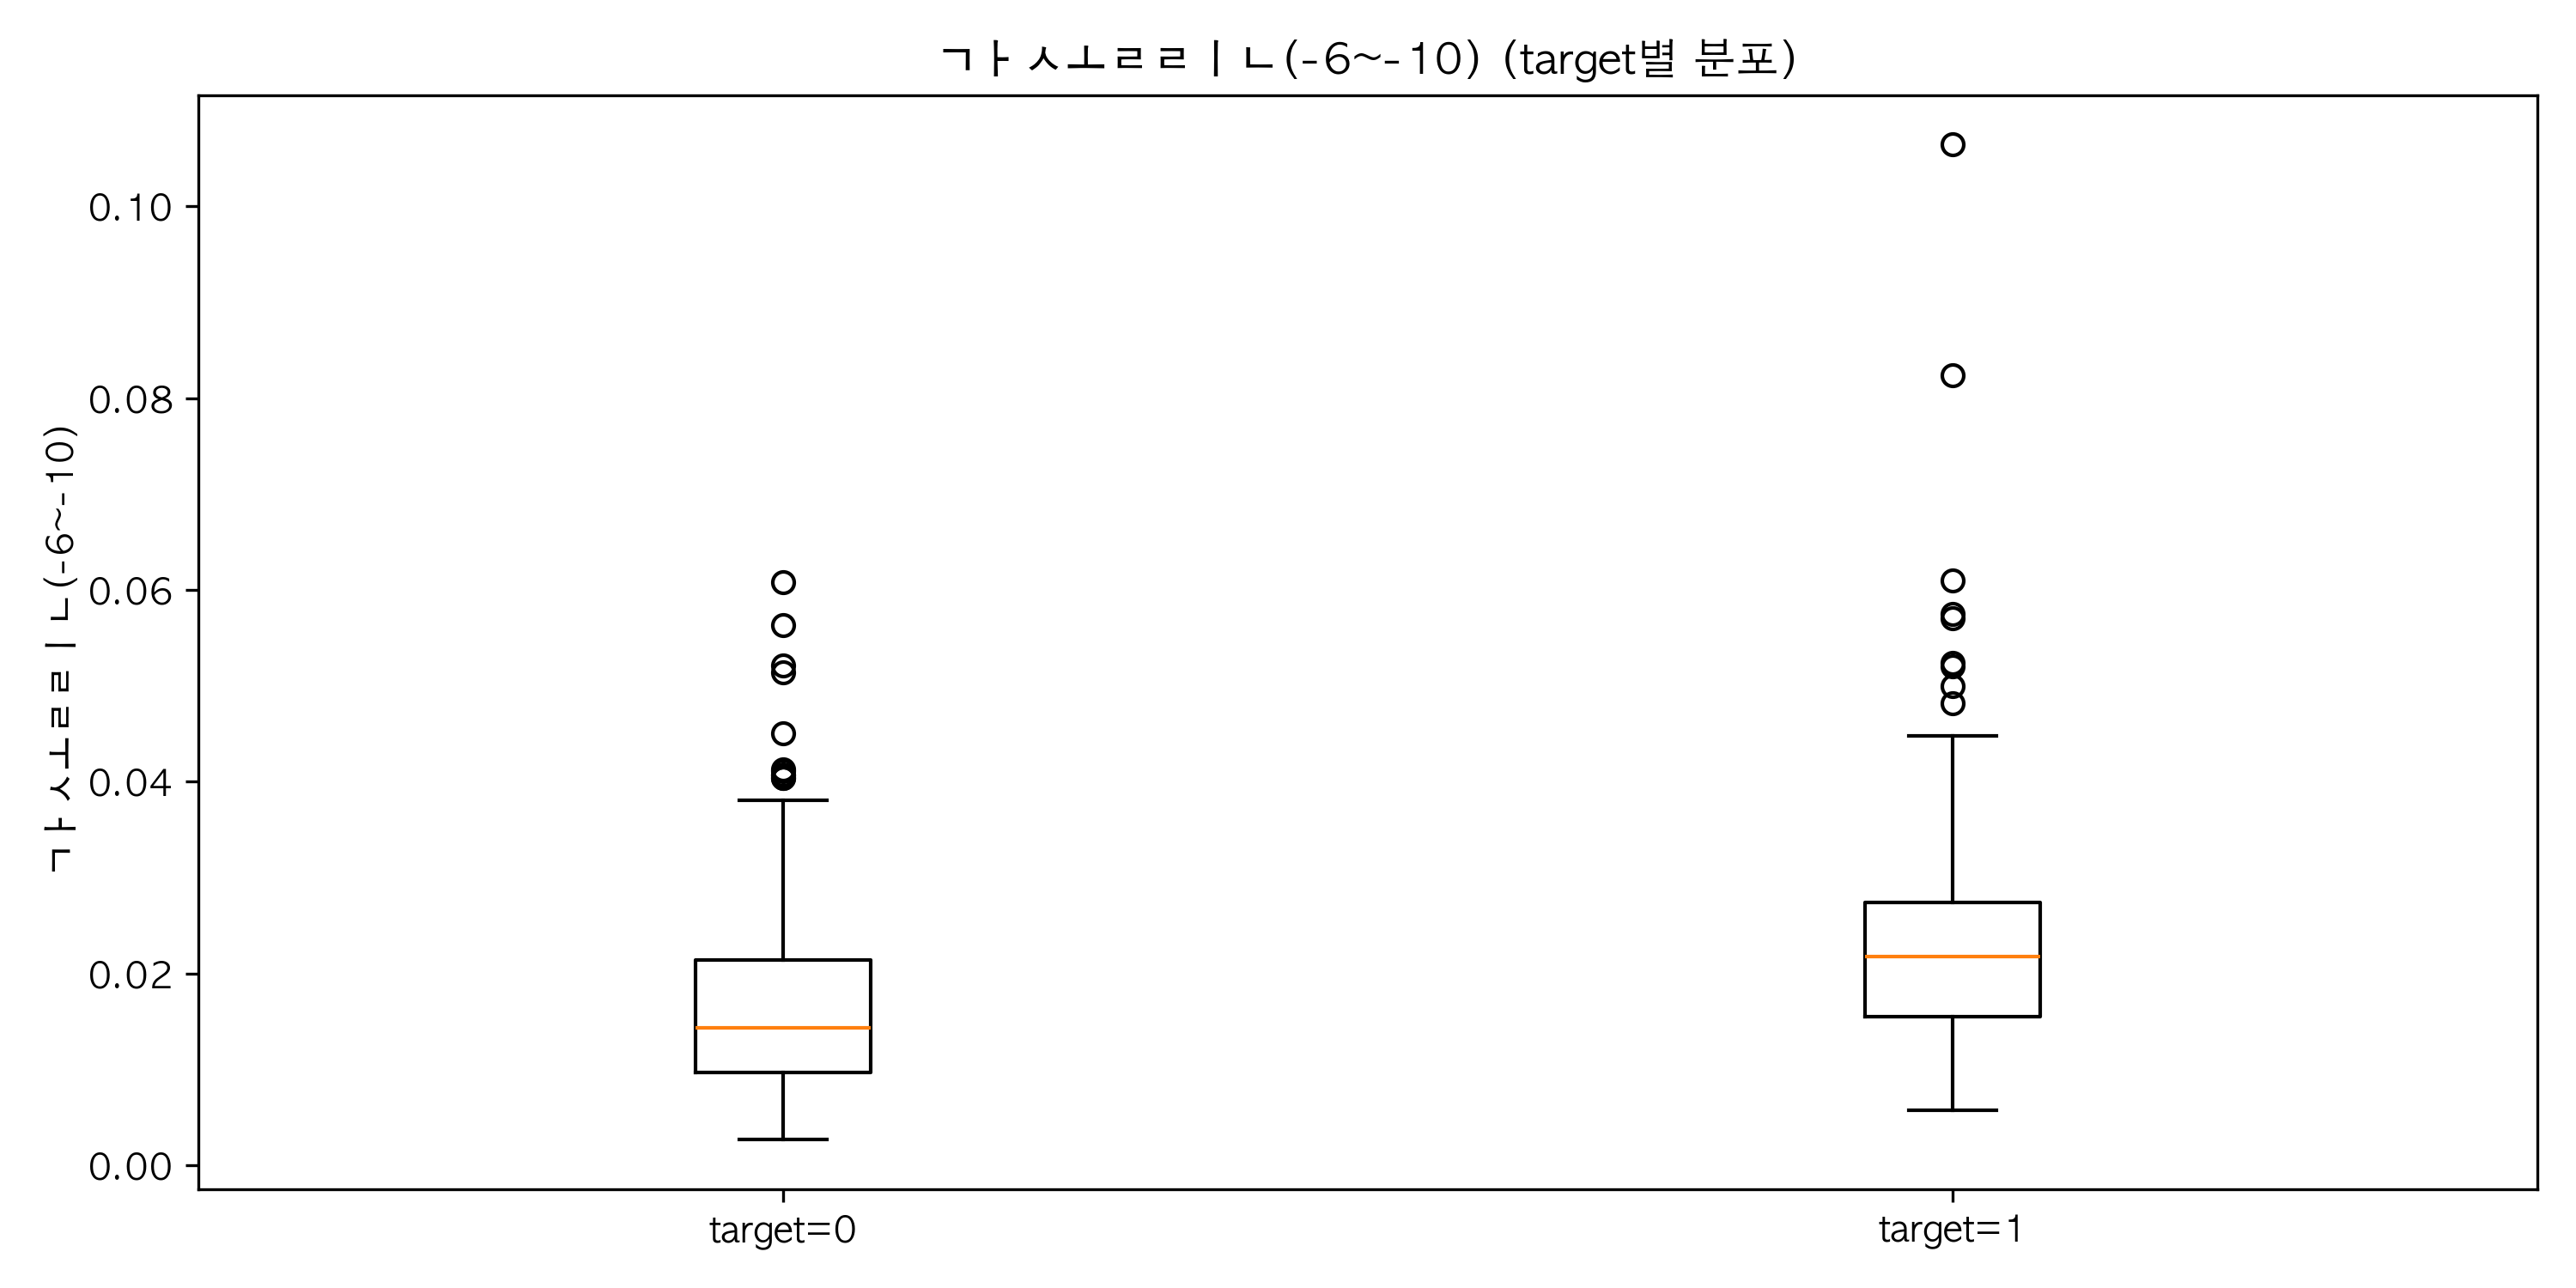 ㄱㅏㅅㅗㄹㄹㅣㄴ(-6~-10) (target별 분포)
ㄱㅏㅅㅗㄹㄹㅣㄴ(-6~-10)
0.10
0.08
0.06
0.04
0.02
0.00
target=0
target=1